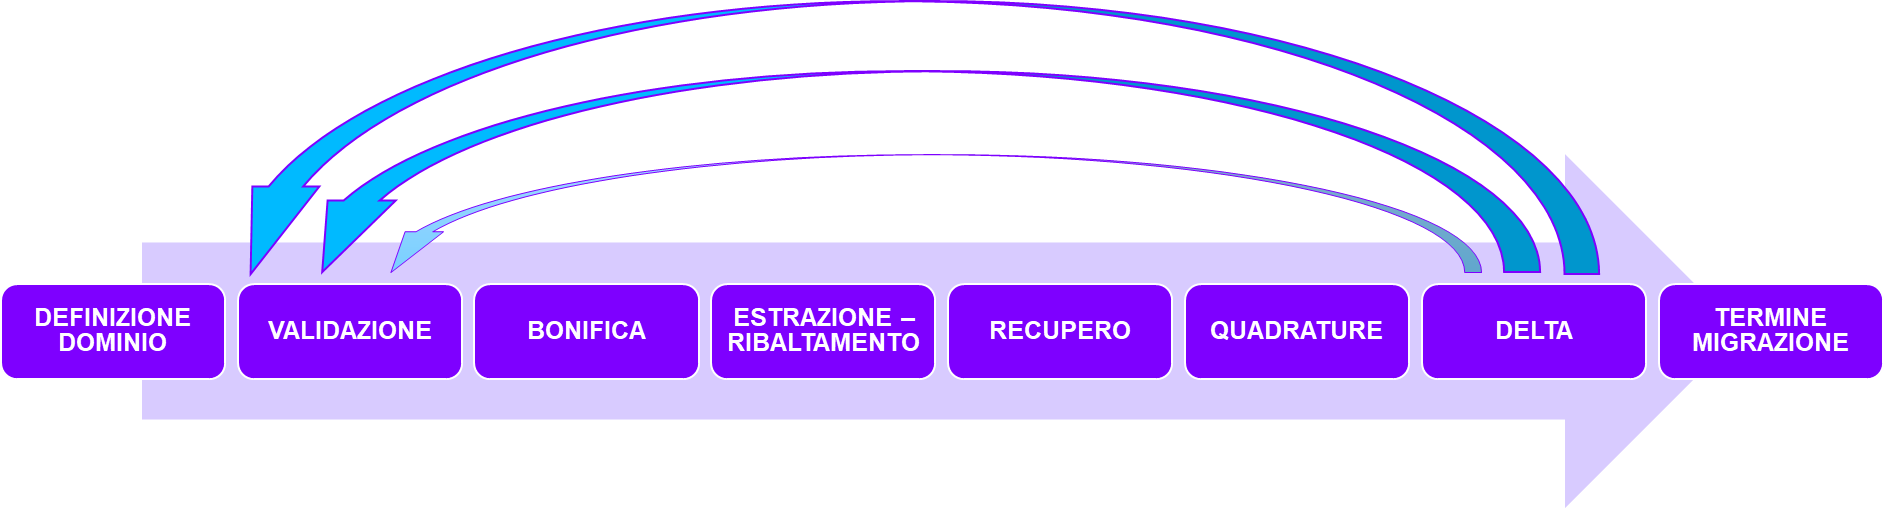 DEFINIZIONE
DOMINIO
VALIDAZIONE
BONIFICA
ESTRAZIONE –
RIBALTAMENTO
RECUPERO
QUADRATURE
DELTA
TERMINE
MIGRAZIONE